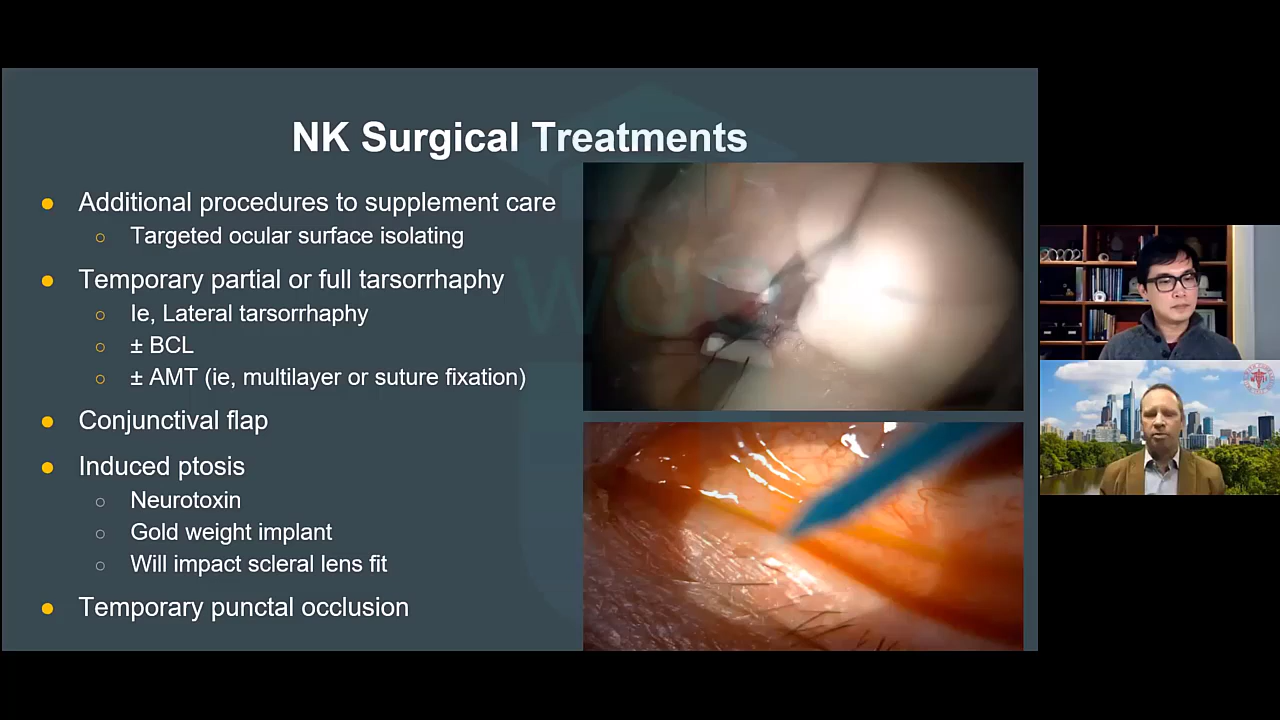 NK Surgical Treatments
● Additional procedures to supplement care
○ Targeted ocular surface isolating
● Temporary partial or full tarsorrhaphy
○ Ie, Lateral tarsorrhaphy
○ ± BCL
○ ± AMT (ie, multilayer or suture fixation)
● Conjunctival flap
● Induced ptosis
○ Neurotoxin
○ Gold weight implant
○ Will impact scleral lens fit
● Temporary punctal occlusion